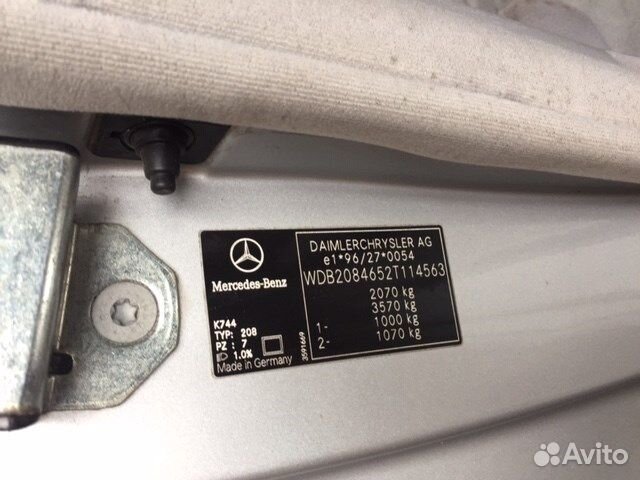 DAIMLERCHRYSLER AG
e1*96/27*0054
WDB2084652T114563
2070 kg
3570 kg
1- 1000 kg
2- 1070 kg
Mercedes-Benz
K744
TYP: 208
PZ: 7
1.0%
Made in Germany
3591669
Avito